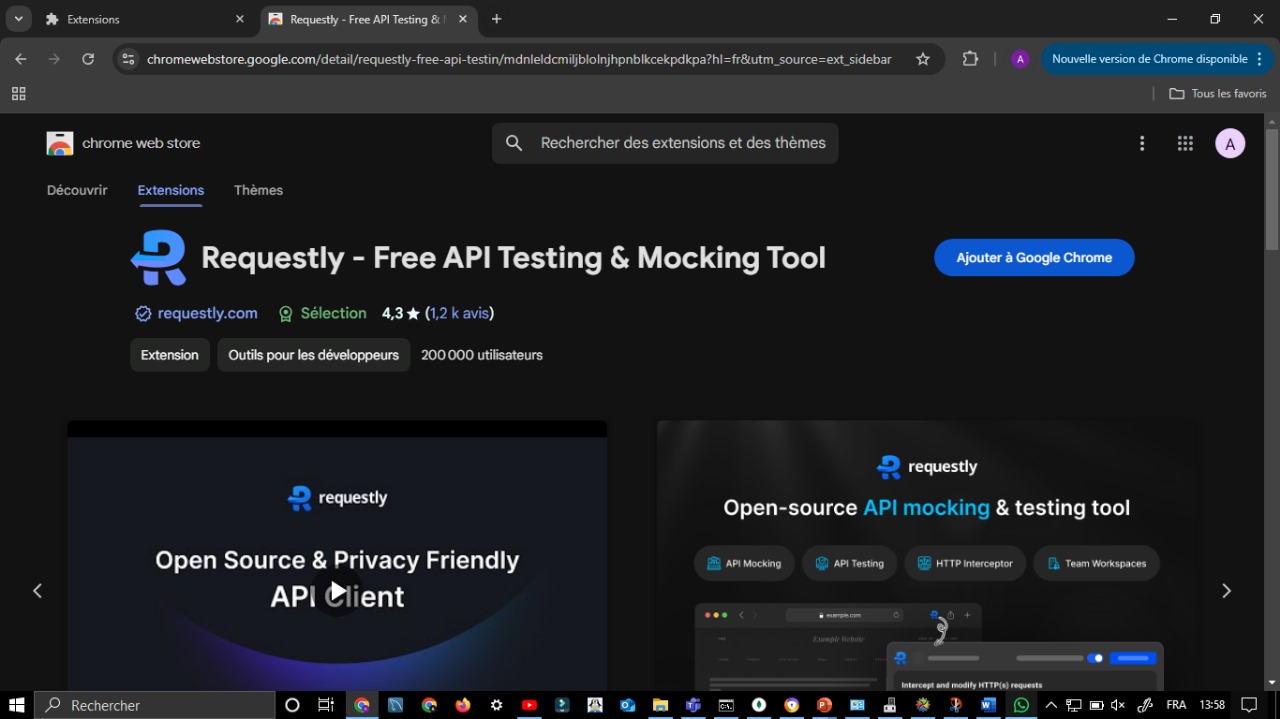 Extensions
Requestly - Free API Testing & M
chromewebstore.google.com/detail/requestly-free-api-testin/mdnleldcmiljblolnjhpnblkcekpdkpa?hl=fr&utm_source=ext_sidebar
A
Nouvelle version de Chrome disponible
Tous les favoris
chrome web store
Rechercher des extensions et des thèmes
A
Découvrir
Extensions
Thèmes
Requestly - Free API Testing & Mocking Tool
Ajouter à Google Chrome
requestly.com
Sélection
4,3 ★ (1,2 k avis)
Extension
Outils pour les développeurs
200 000 utilisateurs
requestly
Open Source & Privacy Friendly
API Client
requestly
Open-source API mocking & testing tool
API Mocking
API Testing
HTTP Interceptor
Team Workspaces
example.com
Example Website
Intercept and modify HTTP(s) requests
Rechercher
FRA
13:58